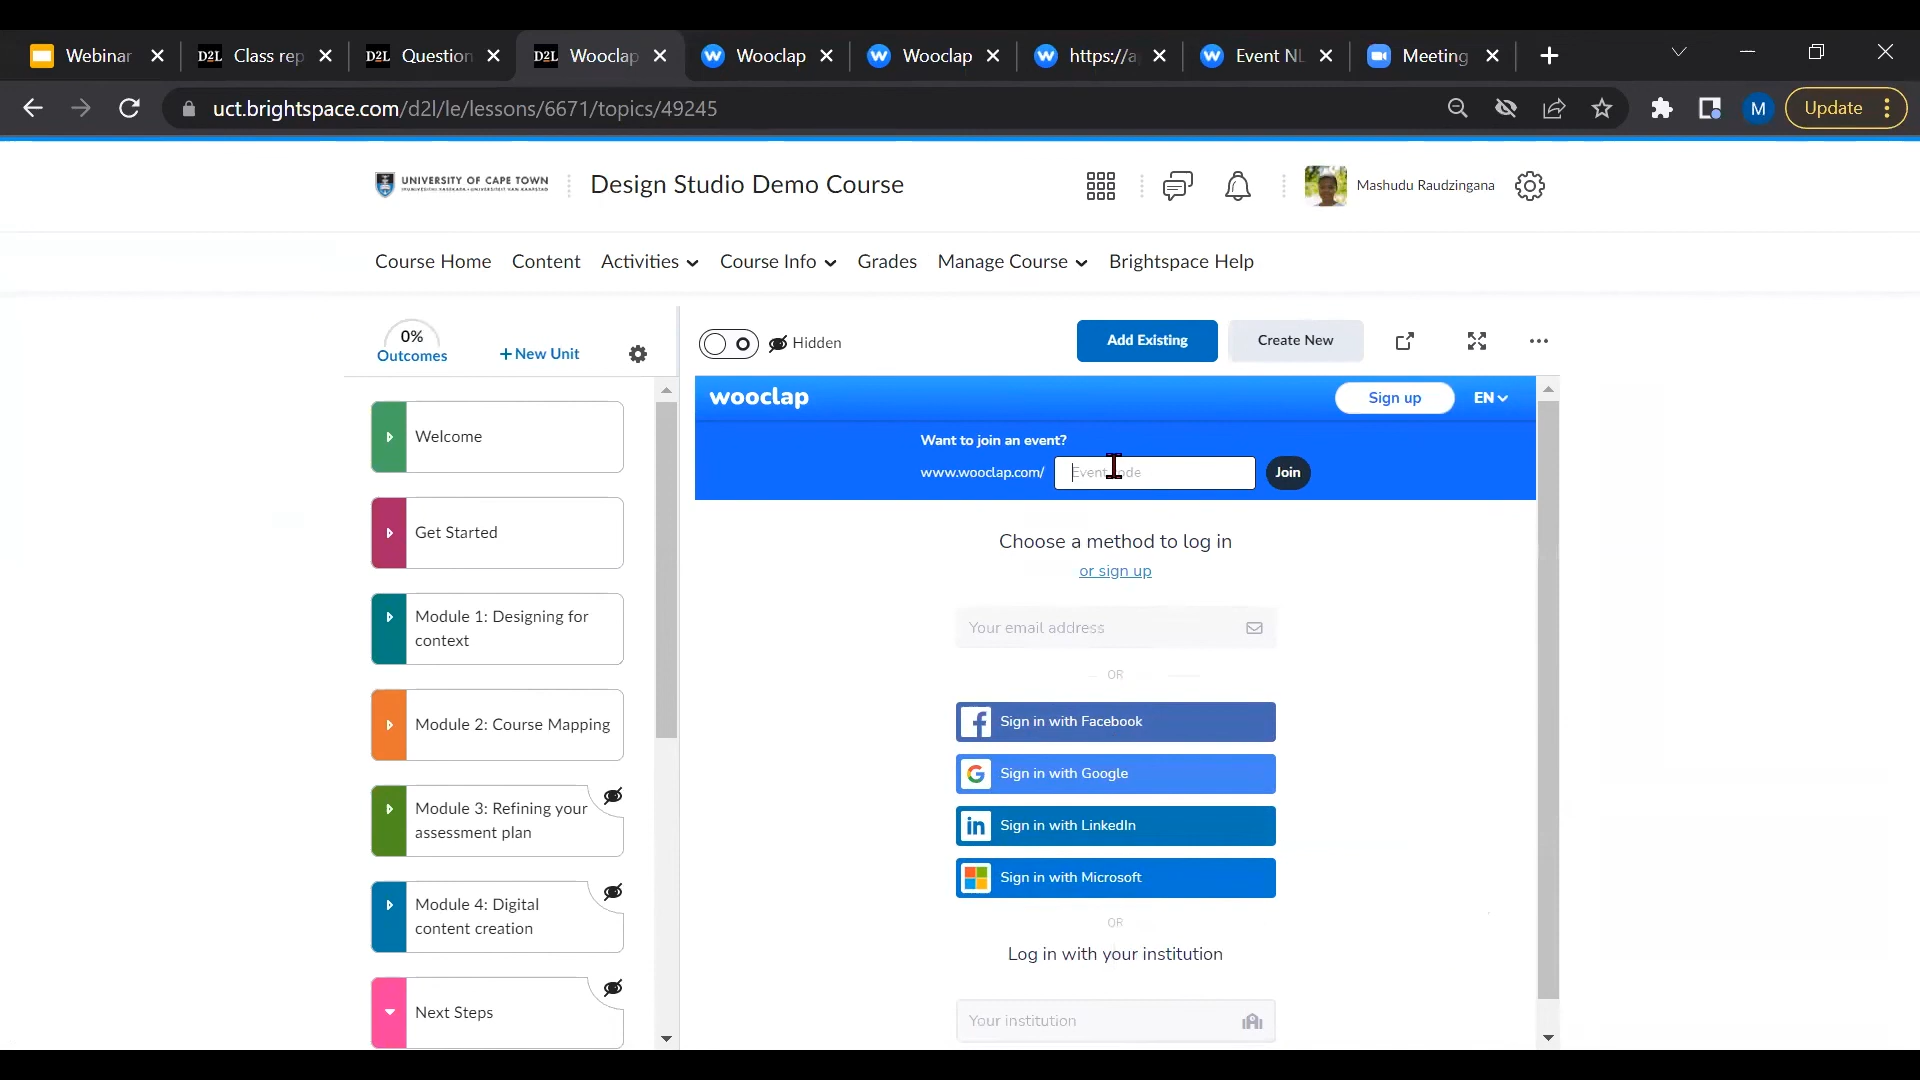 Webinar
D2L Class rep
D2L Question
D2L Wooclap
Wooclap
Wooclap
https://a
Event NL
Meeting
uct.brightspace.com/d2l/le/lessons/6671/topics/49245
M
Update
UNIVERSITY OF CAPE TOWN
Design Studio Demo Course
Mashudu Raudzingana
Course Home
Content
Activities
Course Info
Grades
Manage Course
Brightspace Help
0%
Outcomes
+ New Unit
Hidden
Add Existing
Create New
Welcome
Get Started
Module 1: Designing for
context
Module 2: Course Mapping
Module 3: Refining your
assessment plan
Module 4: Digital
content creation
Next Steps
wooclap
Sign up
EN
Want to join an event?
www.wooclap.com/
Event code
Join
Choose a method to log in
or sign up
Your email address
OR
Sign in with Facebook
Sign in with Google
Sign in with LinkedIn
Sign in with Microsoft
OR
Log in with your institution
Your institution